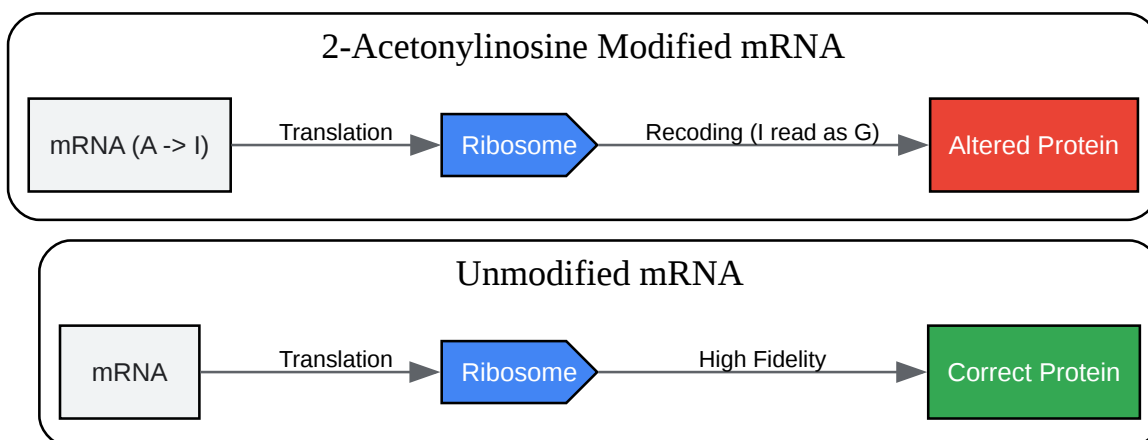 2-Acetonylinosine Modified mRNA
mRNA (A -> I)
Translation
Ribosome
Recoding (I read as G)
Altered Protein
Unmodified mRNA
mRNA
Translation
Ribosome
High Fidelity
Correct Protein